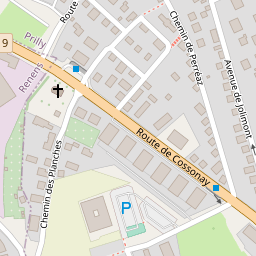 Route
Chemin de Perréaz
Avenue de Jolimont
9
Prilly
Renens
Route de Cossonay
Chemin des Planches
P